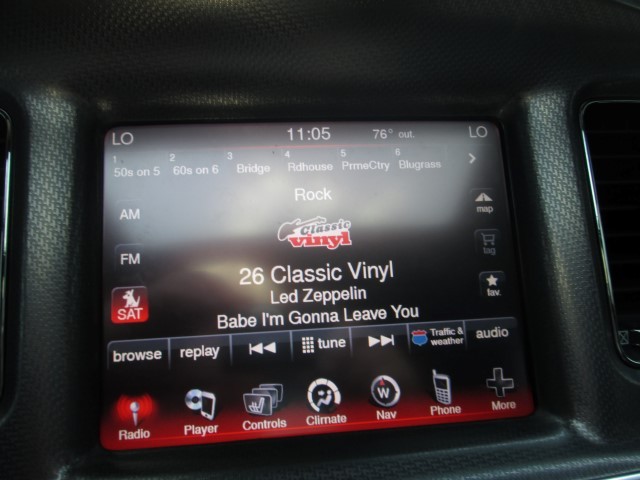 LO 11:05 76° out. LO
1 2 3 4 5 6
50s on 5 60s on 6 Bridge Rdhouse PrmeCtry Blugrass
Rock
AM map
Classic
vinyl
FM tag
26 Classic Vinyl
SAT fav.
Led Zeppelin
Babe I'm Gonna Leave You
browse replay tune Traffic & weather audio
W
Radio Player Controls Climate Nav Phone More